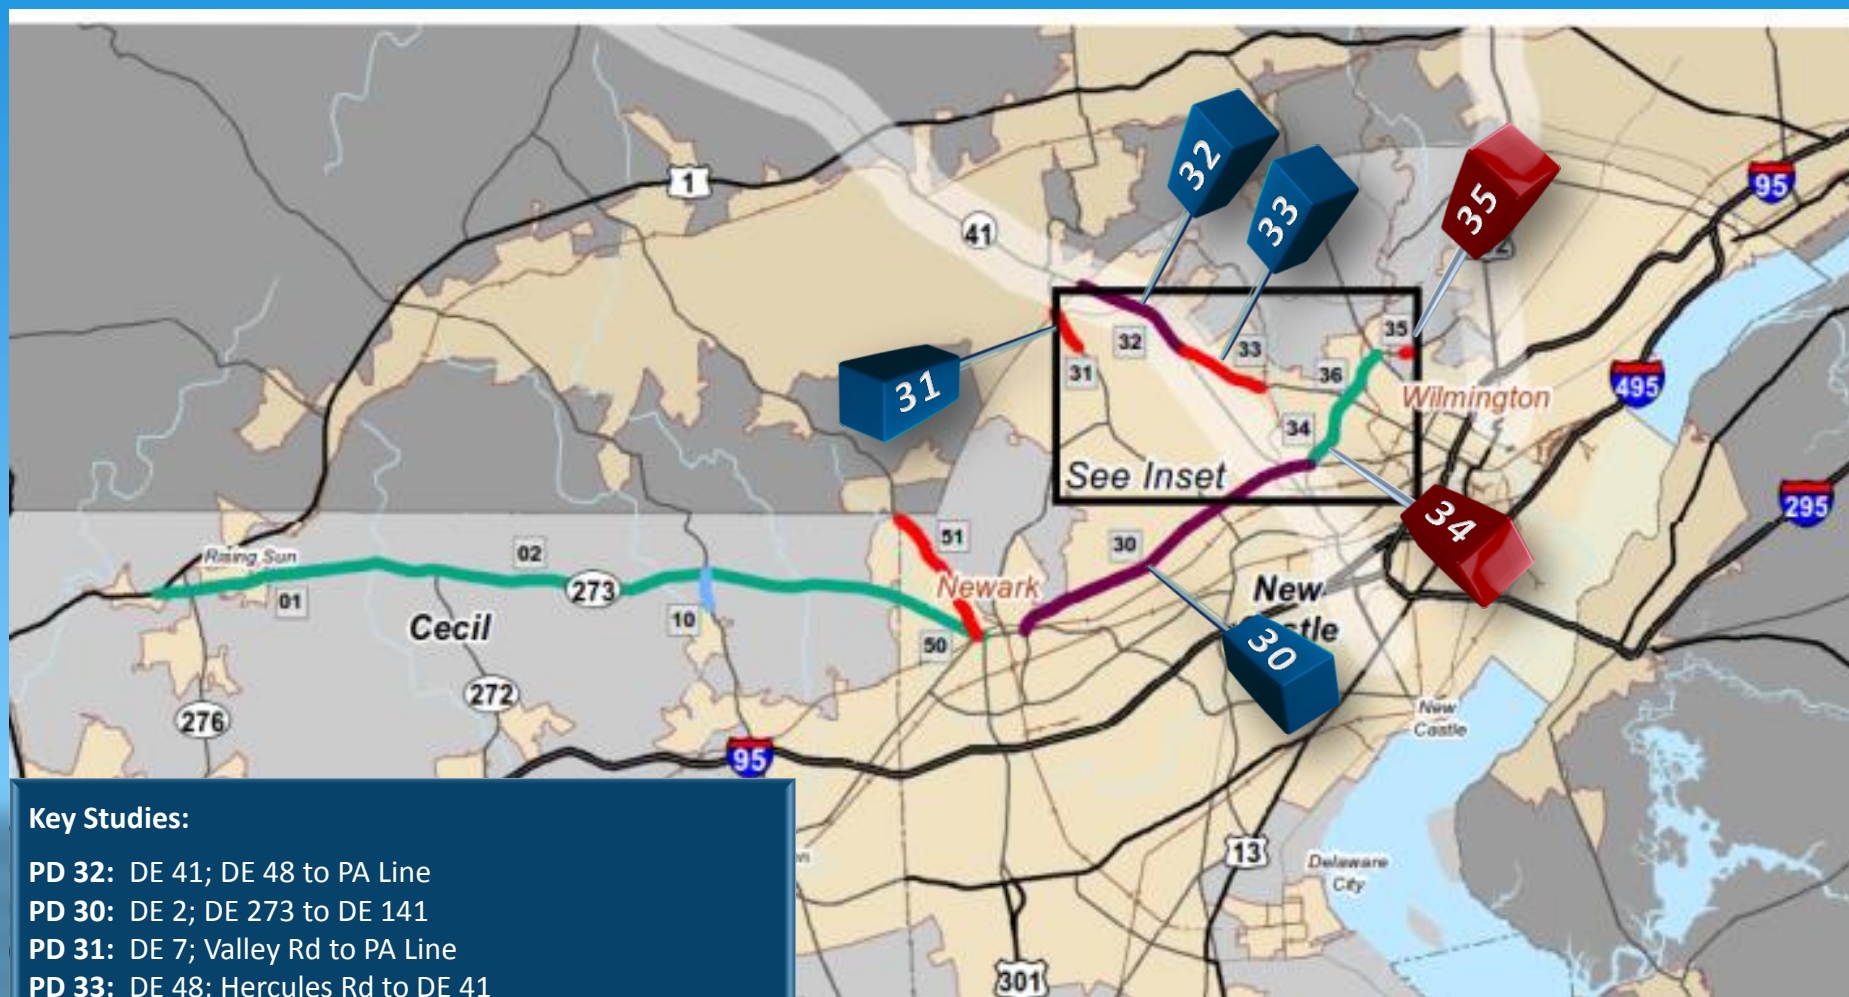 1
95
41
32
33
35
31
32
33
35
36
31
34
Wilmington
495
See Inset
34
295
51
30
Newark
New
Rising Sun
02
273
01
Cecil
10
50
30
272
276
New
Castle
95
Key Studies:
PD 32: DE 41; DE 48 to PA Line
PD 30: DE 2; DE 273 to DE 141
PD 31: DE 7; Valley Rd to PA Line
PD 33: DE 48; Hercules Rd to DE 41
13
Delaware
City
301